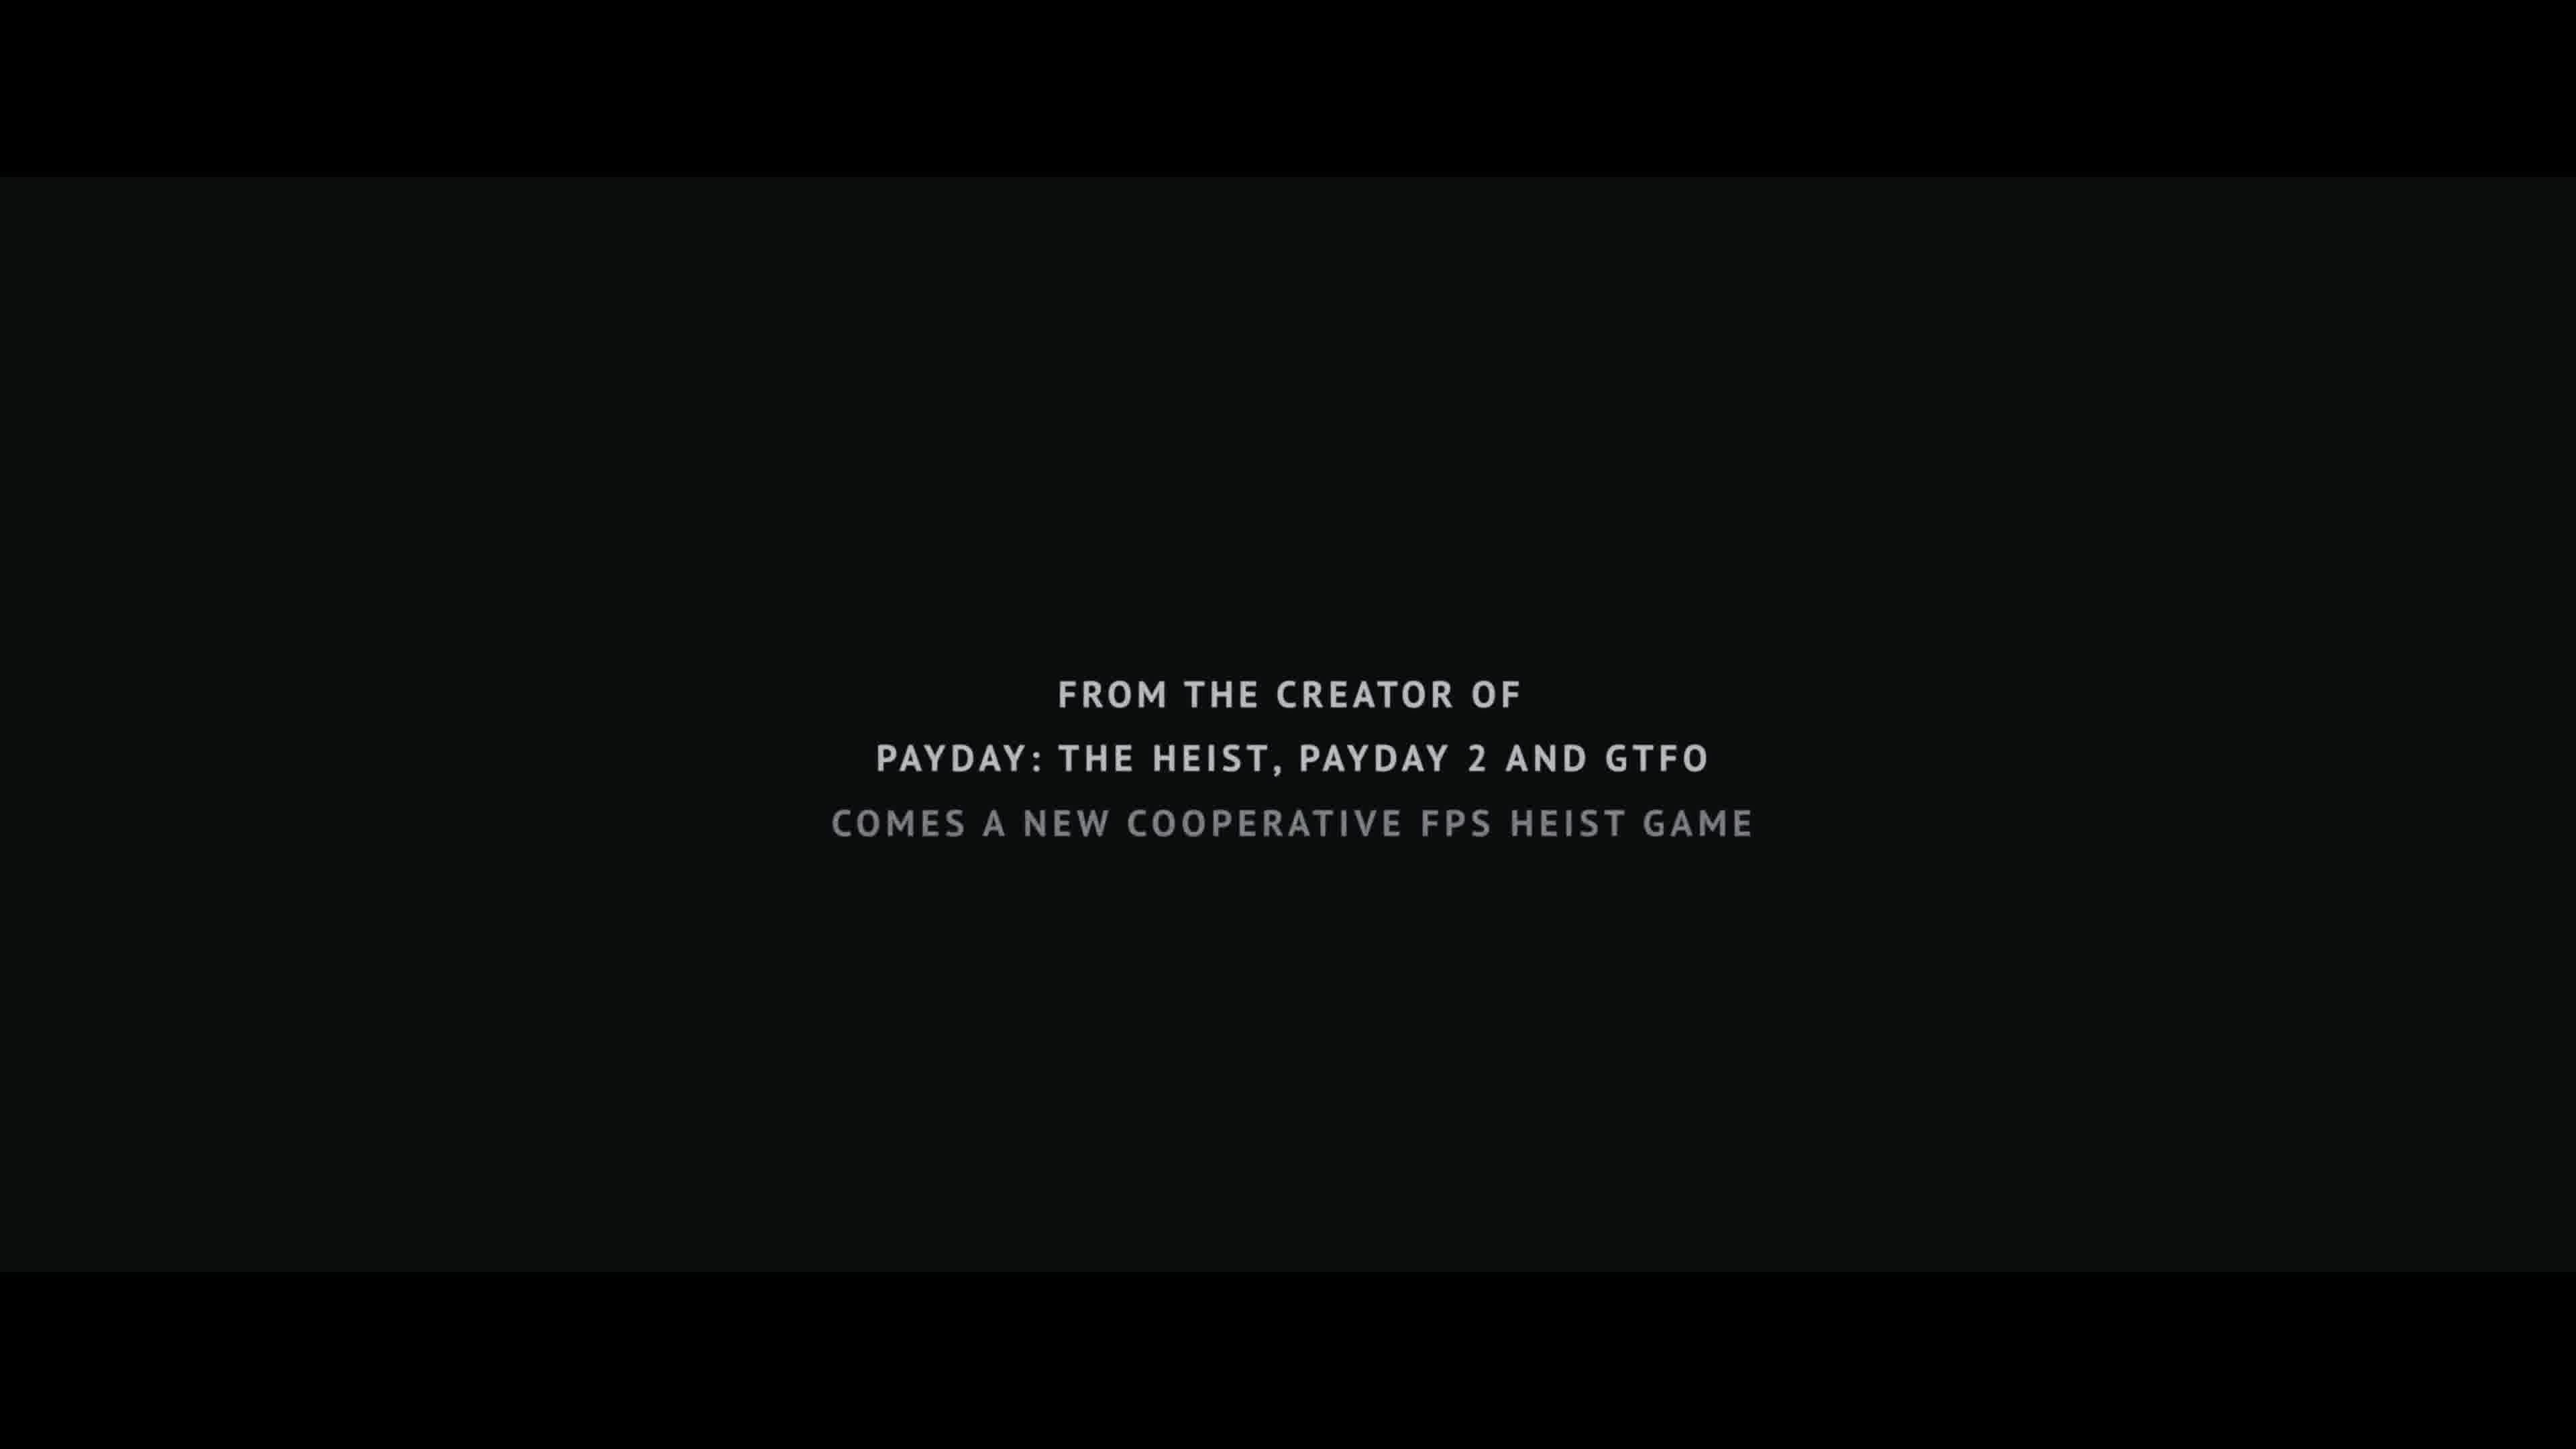 FROM THE CREATOR OF
PAYDAY: THE HEIST, PAYDAY 2 AND GTFO
COMES A NEW COOPERATIVE FPS HEIST GAME